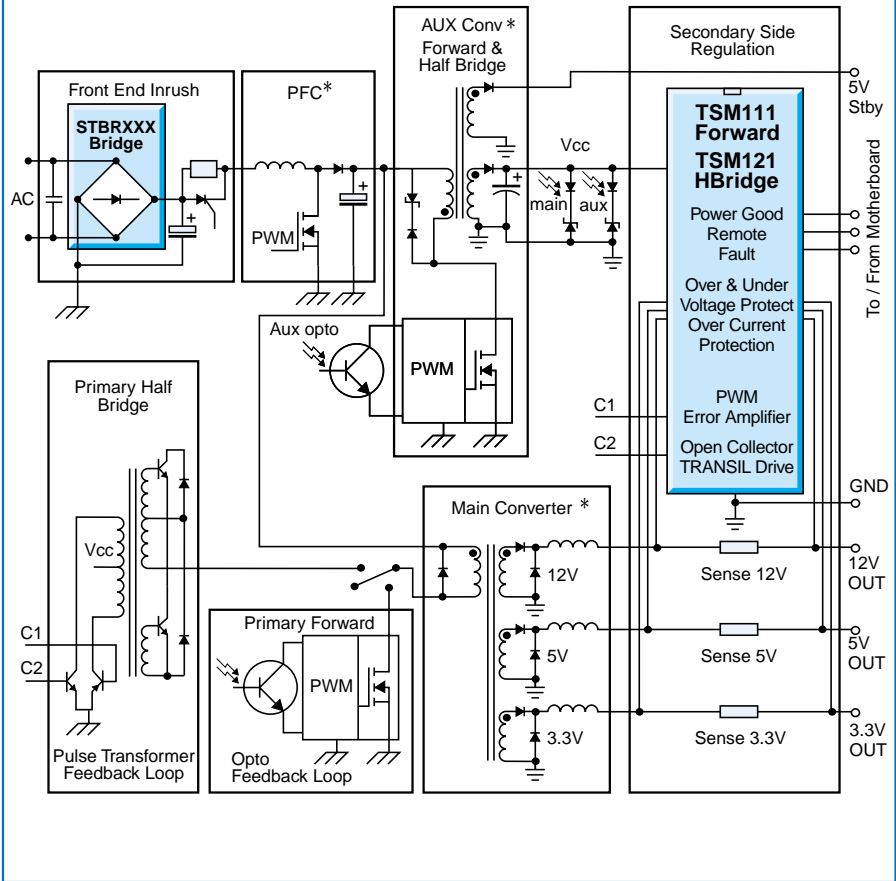 AUX Conv*
Forward &
Half Bridge
Secondary Side
Regulation
Front End Inrush
PFC*
5V
Stby
STBRXXX
Bridge
TSM111
Forward
TSM121
HBridge
Vcc
AC
+
+
+
main
aux
PWM
Power Good
Remote
Fault
To / From Motherboard
Over & Under
Voltage Protect
Over Current
Protection
Aux opto
PWM
Primary Half
Bridge
C1
PWM
Error Amplifier
C2
Open Collector
TRANSIL Drive
GND
Main Converter *
Vcc
12V
Sense 12V
12V
OUT
Primary Forward
C1
C2
PWM
5V
Sense 5V
5V
OUT
3.3V
Sense 3.3V
3.3V
OUT
Pulse Transformer
Feedback Loop
Opto
Feedback Loop